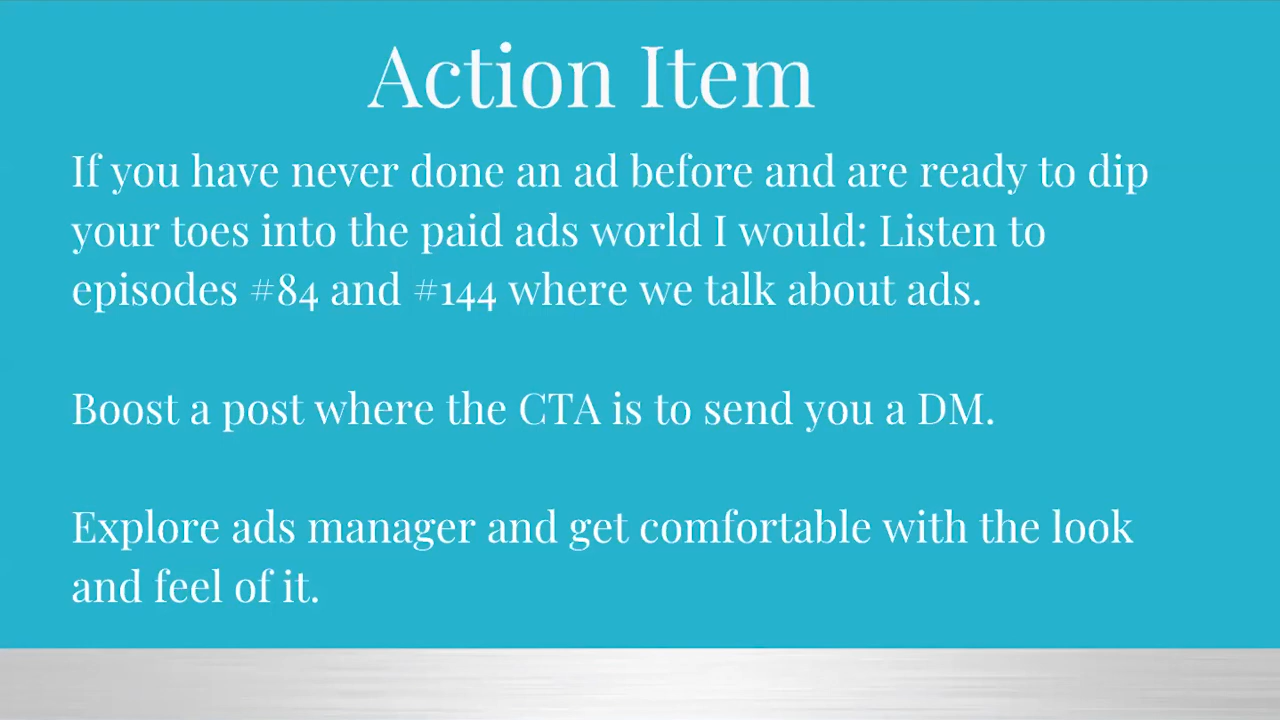 Action Item
If you have never done an ad before and are ready to dip
your toes into the paid ads world I would: Listen to
episodes #84 and #144 where we talk about ads.
Boost a post where the CTA is to send you a DM.
Explore ads manager and get comfortable with the look
and feel of it.